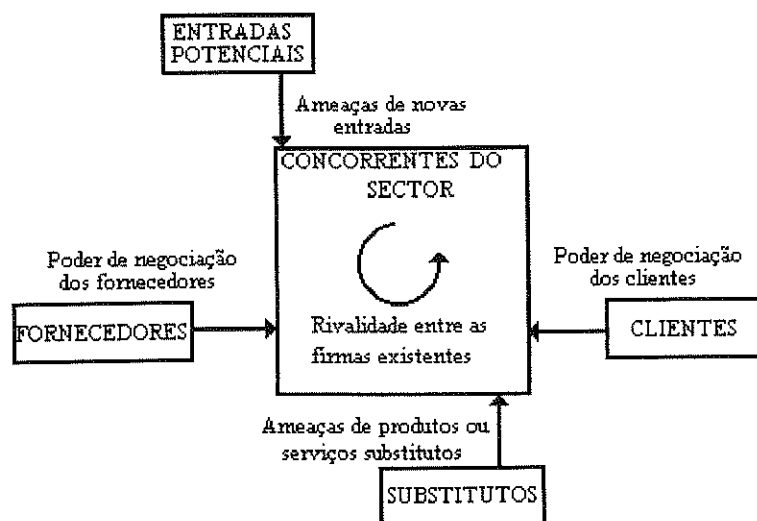 ENTRADAS
POTENCIAIS
Ameaças de novas
entradas
CONCORRENTES DO
SECTOR
Poder de negociação
dos fornecedores
Poder de negociação
dos clientes
FORNECEDORES
Rivalidade entre as
firmas existentes
CLIENTES
Ameaças de produtos ou
serviços substitutos
SUBSTITUTOS